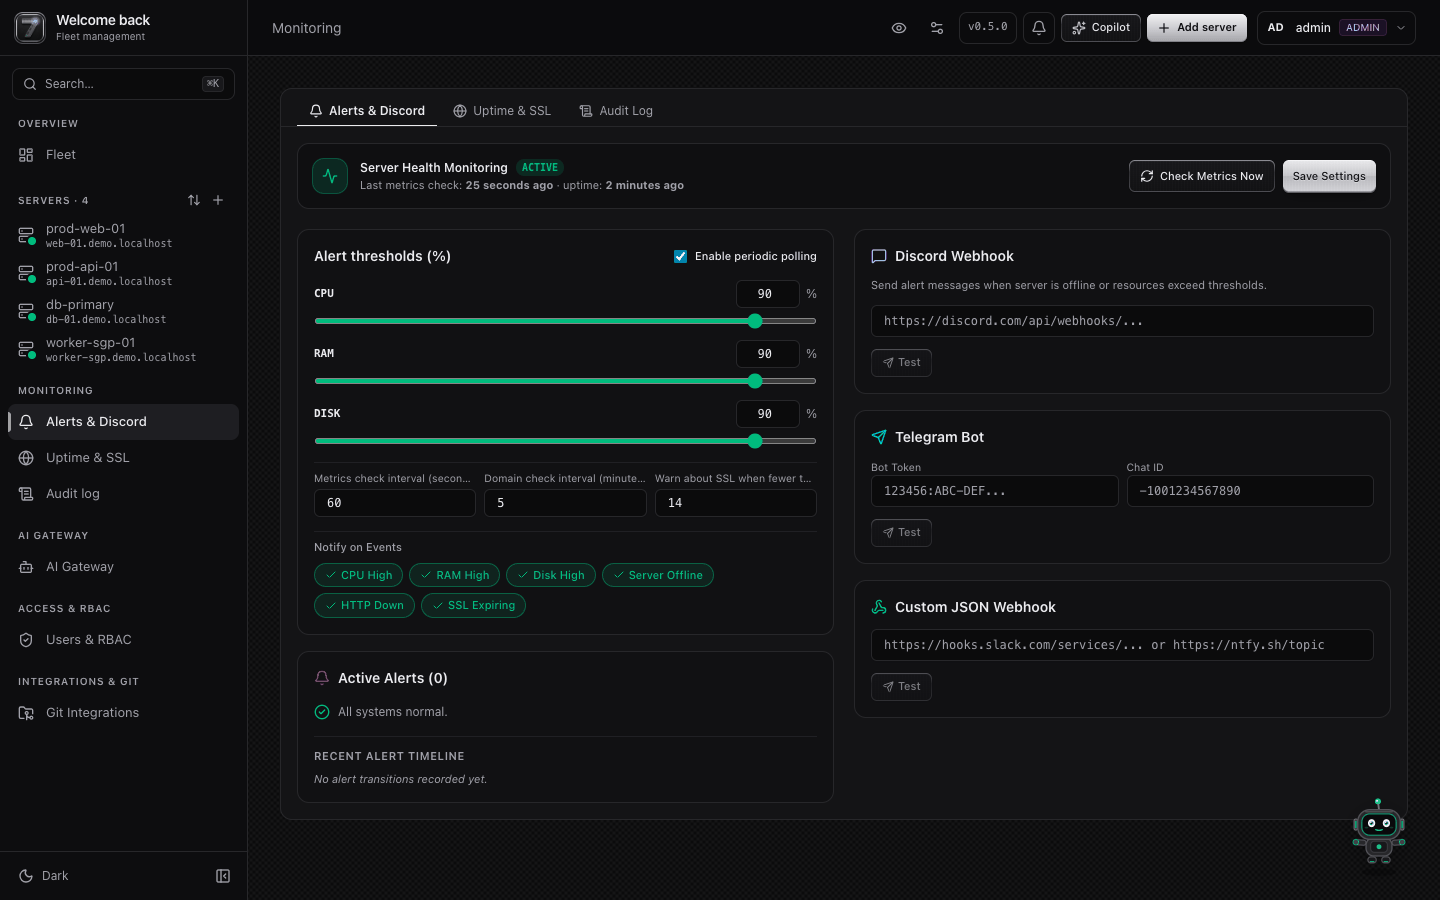 Welcome back
Fleet management
Search...
⌘K
OVERVIEW
Fleet
SERVERS · 4
prod-web-01
web-01.demo.localhost
prod-api-01
api-01.demo.localhost
db-primary
db-01.demo.localhost
worker-sgp-01
worker-sgp.demo.localhost
MONITORING
Alerts & Discord
Uptime & SSL
Audit log
AI GATEWAY
AI Gateway
ACCESS & RBAC
Users & RBAC
INTEGRATIONS & GIT
Git Integrations
Dark
Monitoring
v0.5.0
Copilot
Add server
AD admin ADMIN
Alerts & Discord
Uptime & SSL
Audit Log
Server Health Monitoring ACTIVE
Last metrics check: 25 seconds ago · uptime: 2 minutes ago
Check Metrics Now
Save Settings
Alert thresholds (%)
Enable periodic polling
CPU 90 %
RAM 90 %
DISK 90 %
Metrics check interval (secon...
60
Domain check interval (minute...
5
Warn about SSL when fewer t...
14
Notify on Events
CPU High
RAM High
Disk High
Server Offline
HTTP Down
SSL Expiring
Active Alerts (0)
All systems normal.
RECENT ALERT TIMELINE
No alert transitions recorded yet.
Discord Webhook
Send alert messages when server is offline or resources exceed thresholds.
https://discord.com/api/webhooks/...
Test
Telegram Bot
Bot Token
123456:ABC-DEF...
Chat ID
-1001234567890
Test
Custom JSON Webhook
https://hooks.slack.com/services/... or https://ntfy.sh/topic
Test